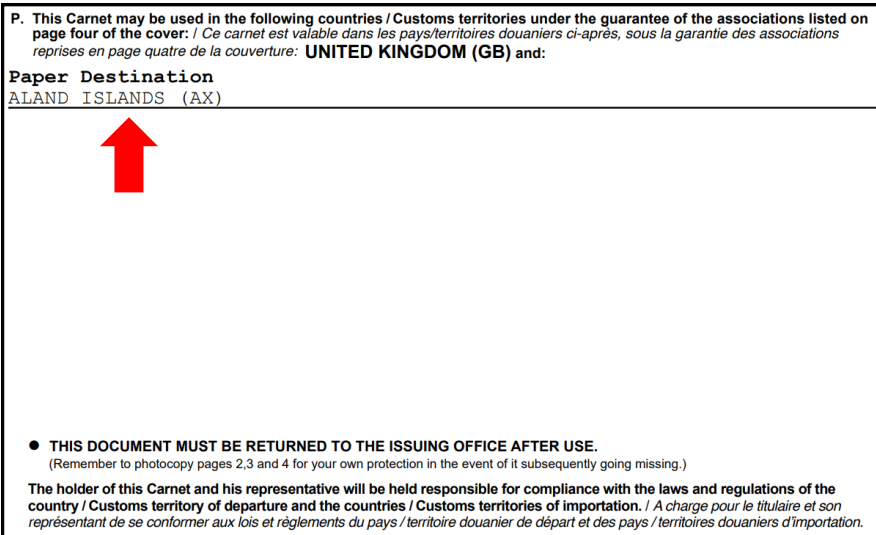 P. This Carnet may be used in the following countries / Customs territories under the guarantee of the associations listed on
page four of the cover: / Ce carnet est valable dans les pays/territoires douaniers ci-après, sous la garantie des associations
reprises en page quatre de la couverture: UNITED KINGDOM (GB) and:
Paper Destination
ALAND ISLANDS (AX)
● THIS DOCUMENT MUST BE RETURNED TO THE ISSUING OFFICE AFTER USE.
(Remember to photocopy pages 2,3 and 4 for your own protection in the event of it subsequently going missing.)
The holder of this Carnet and his representative will be held responsible for compliance with the laws and regulations of the
country / Customs territory of departure and the countries / Customs territories of importation. / A charge pour le titulaire et son
représentant de se conformer aux lois et règlements du pays / territoire douanier de départ et des pays / territoires douaniers d'importation.